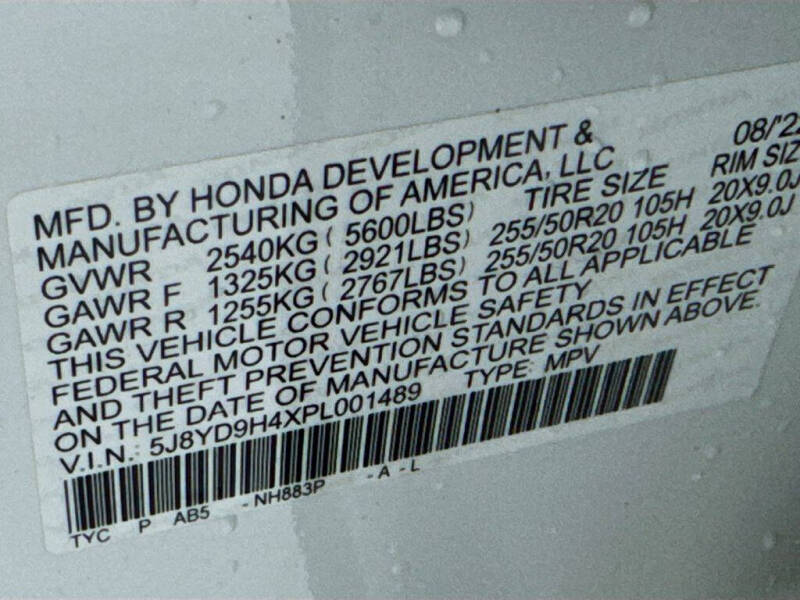 MFD. BY HONDA DEVELOPMENT & 08/'22
MANUFACTURING OF AMERICA, LLC
GVWR 2540KG ( 5600LBS) TIRE SIZE RIM SIZ
GAWR F 1325KG ( 2921LBS) 255/50R20 105H 20X9.0J
GAWR R 1255KG ( 2767LBS) 255/50R20 105H 20X9.0J
THIS VEHICLE CONFORMS TO ALL APPLICABLE
FEDERAL MOTOR VEHICLE SAFETY
AND THEFT PREVENTION STANDARDS IN EFFECT
ON THE DATE OF MANUFACTURE SHOWN ABOVE.
V.I.N.: 5J8YD9H4XPL001489 TYPE: MPV
TYC P AB5 - NH883P - A - L